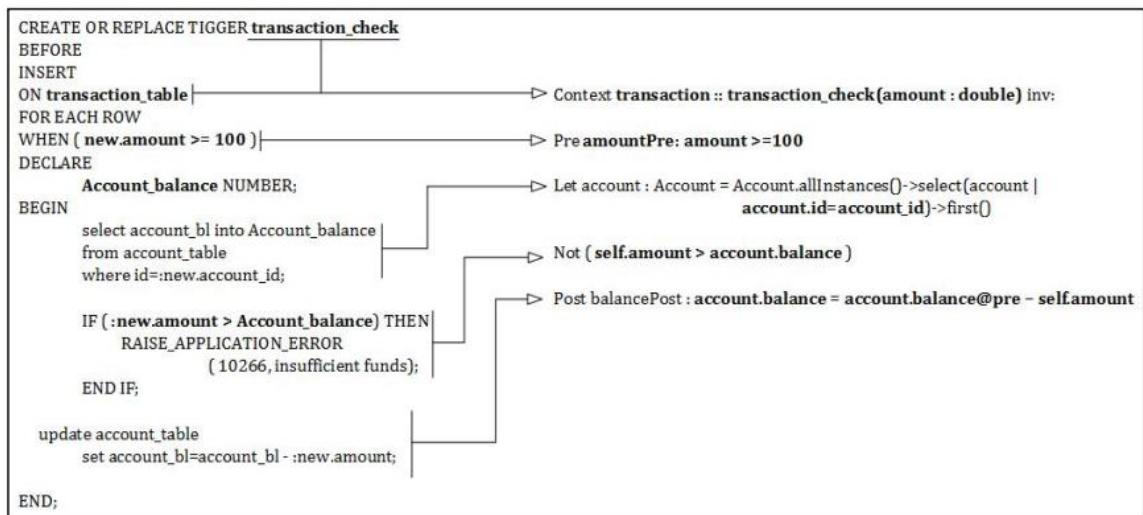 CREATE OR REPLACE TIGGER transaction_check
BEFORE
INSERT
ON transaction_table
Context transaction :: transaction_check(amount : double) inv:
FOR EACH ROW
WHEN ( new.amount >= 100 )
Pre amountPre: amount >=100
DECLARE
Account_balance NUMBER;
Let account : Account = Account.allInstances()->select(account |
account.id=account_id)->first()
BEGIN
select account_bl into Account_balance
from account_table
where id=:new.account_id;
Not ( self.amount > account.balance )
Post balancePost : account.balance = account.balance@pre – self.amount
IF ( :new.amount > Account_balance) THEN
RAISE_APPLICATION_ERROR
( 10266, insufficient funds);
END IF;
update account_table
set account_bl=account_bl - :new.amount;
END;